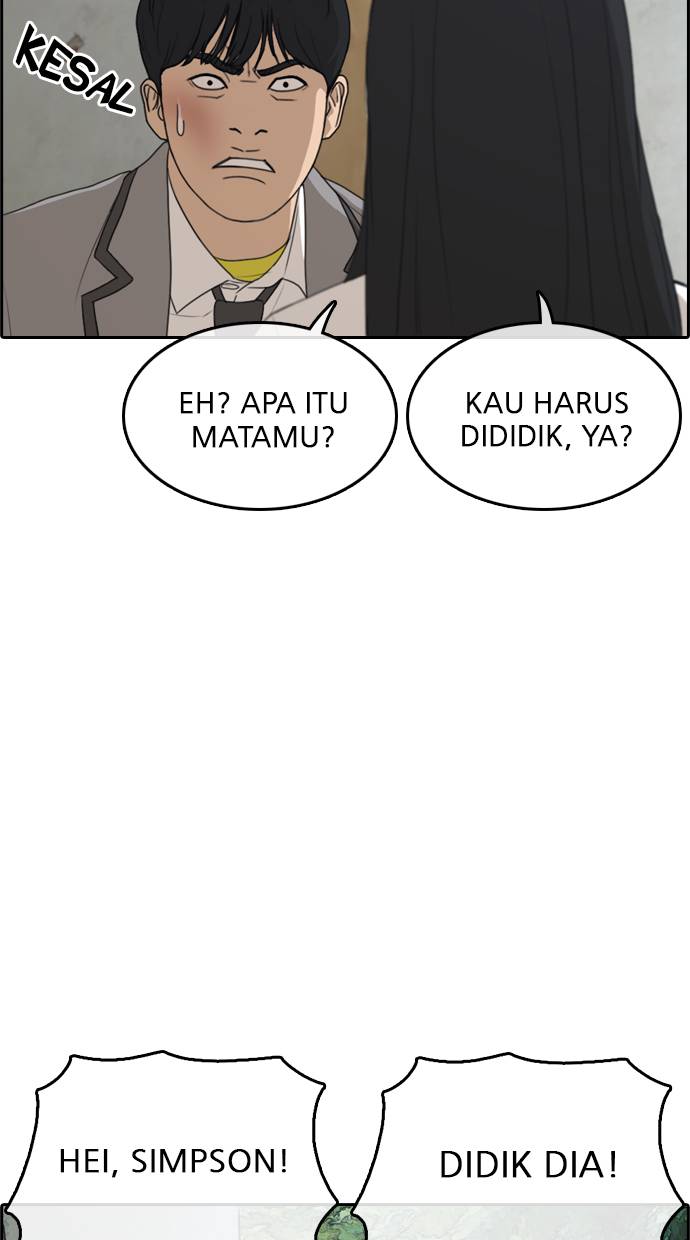 KESAL
EH? APA ITU
MATAMU?
KAU HARUS
DIDIDIK, YA?
HEI, SIMPSON!
DIDIK DIA!